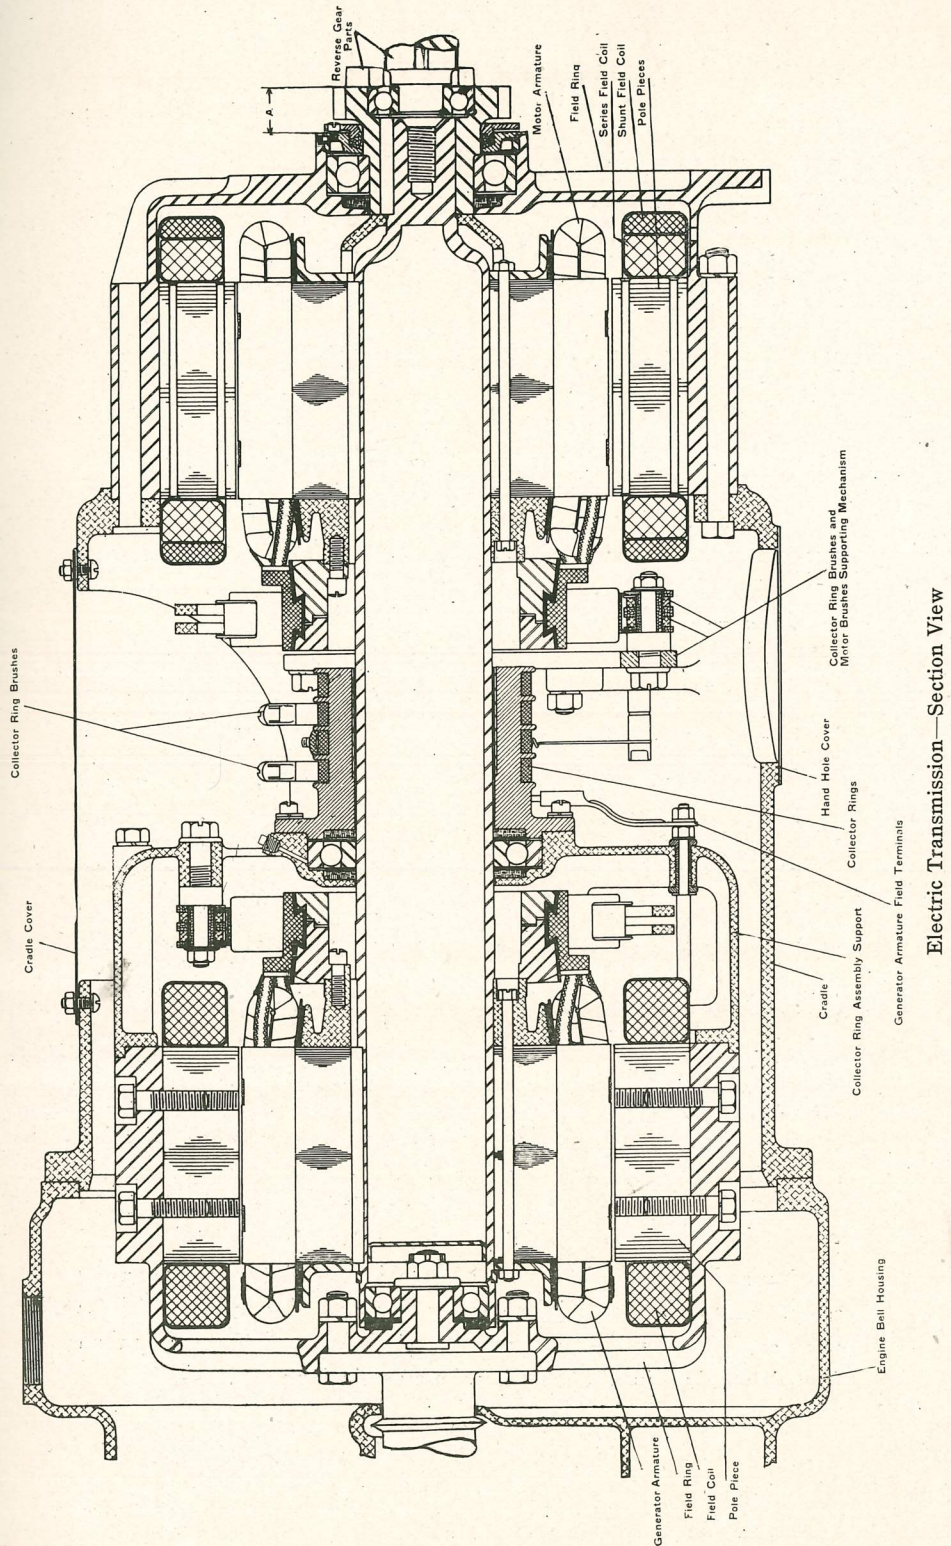 Reverse Gear
Parts
A
Motor Armature
Field Ring
Series Field Coil
Shunt Field Coil
Pole Pieces
Collector Ring Brushes
Cradle Cover
Collector Ring Brushes and
Motor Brushes Supporting Mechanism
Hand Hole Cover
Collector Rings
Generator Armature Field Terminals
Collector Ring Assembly Support
Cradle
Engine Bell Housing
Generator Armature
Field Ring
Field Coil
Pole Piece
Electric Transmission—Section View